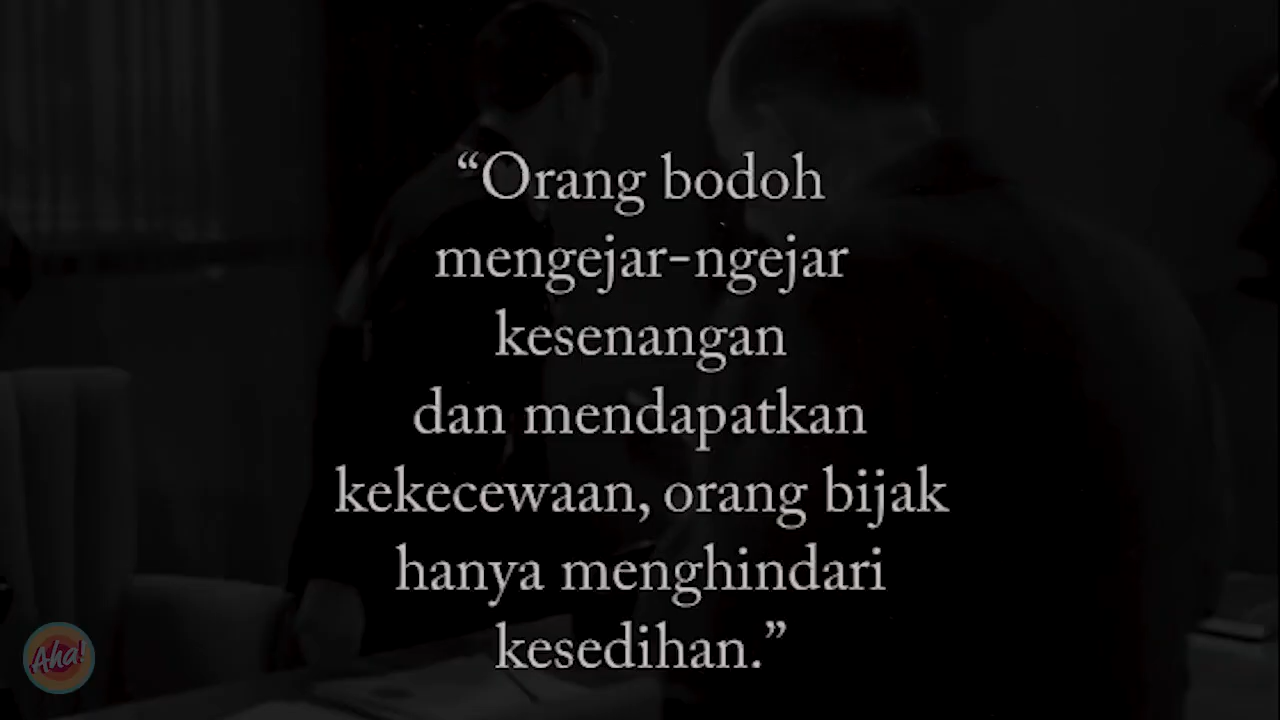 “Orang bodoh
mengejar-ngejar
kesenangan
dan mendapatkan
kekecewaan, orang bijak
hanya menghindari
kesedihan.”
Aha!